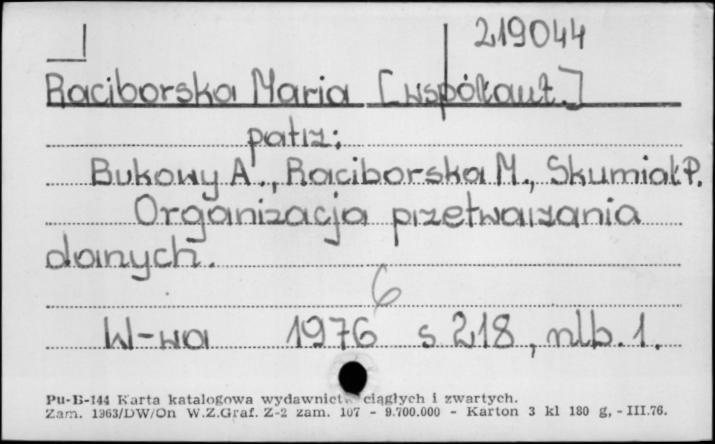 219044
Raciborska Maria [współaut.]
patrz:
Bukowy A., Raciborska M., Skumiał P.
Organizacja przetwarzania
danych.
6
W-wa 1976 s. 218, nlb. 1.
Pu-B-144 Karta katalogowa wydawnictw ciągłych i zwartych.
Zam. 1963/DW/On W.Z.Graf. Z-2 zam. 107 - 9.700.000 - Karton 3 kl 180 g, - III.76.